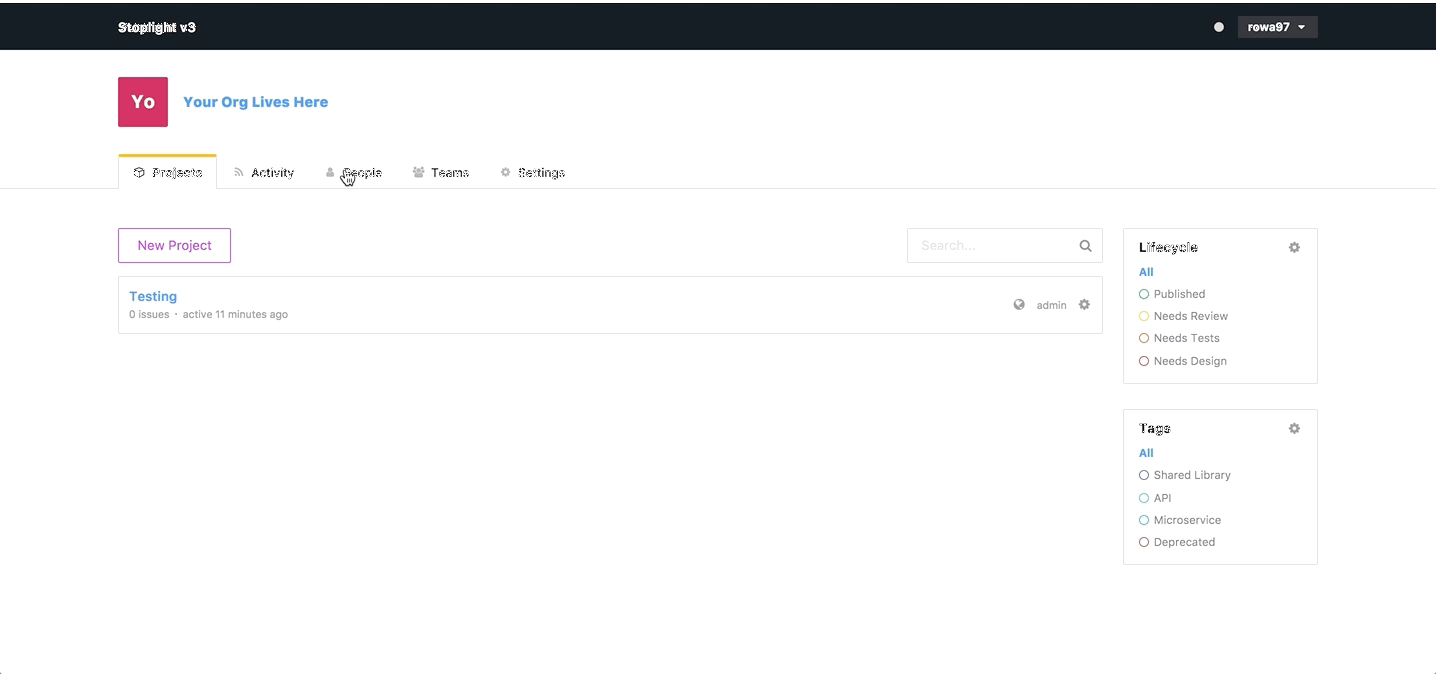 Stoplight v3
rowa97
Yo
Your Org Lives Here
Projects
Activity
People
Teams
Settings
New Project
Search...
Testing
0 issues · active 11 minutes ago
admin
Lifecycle
All
Published
Needs Review
Needs Tests
Needs Design
Tags
All
Shared Library
API
Microservice
Deprecated